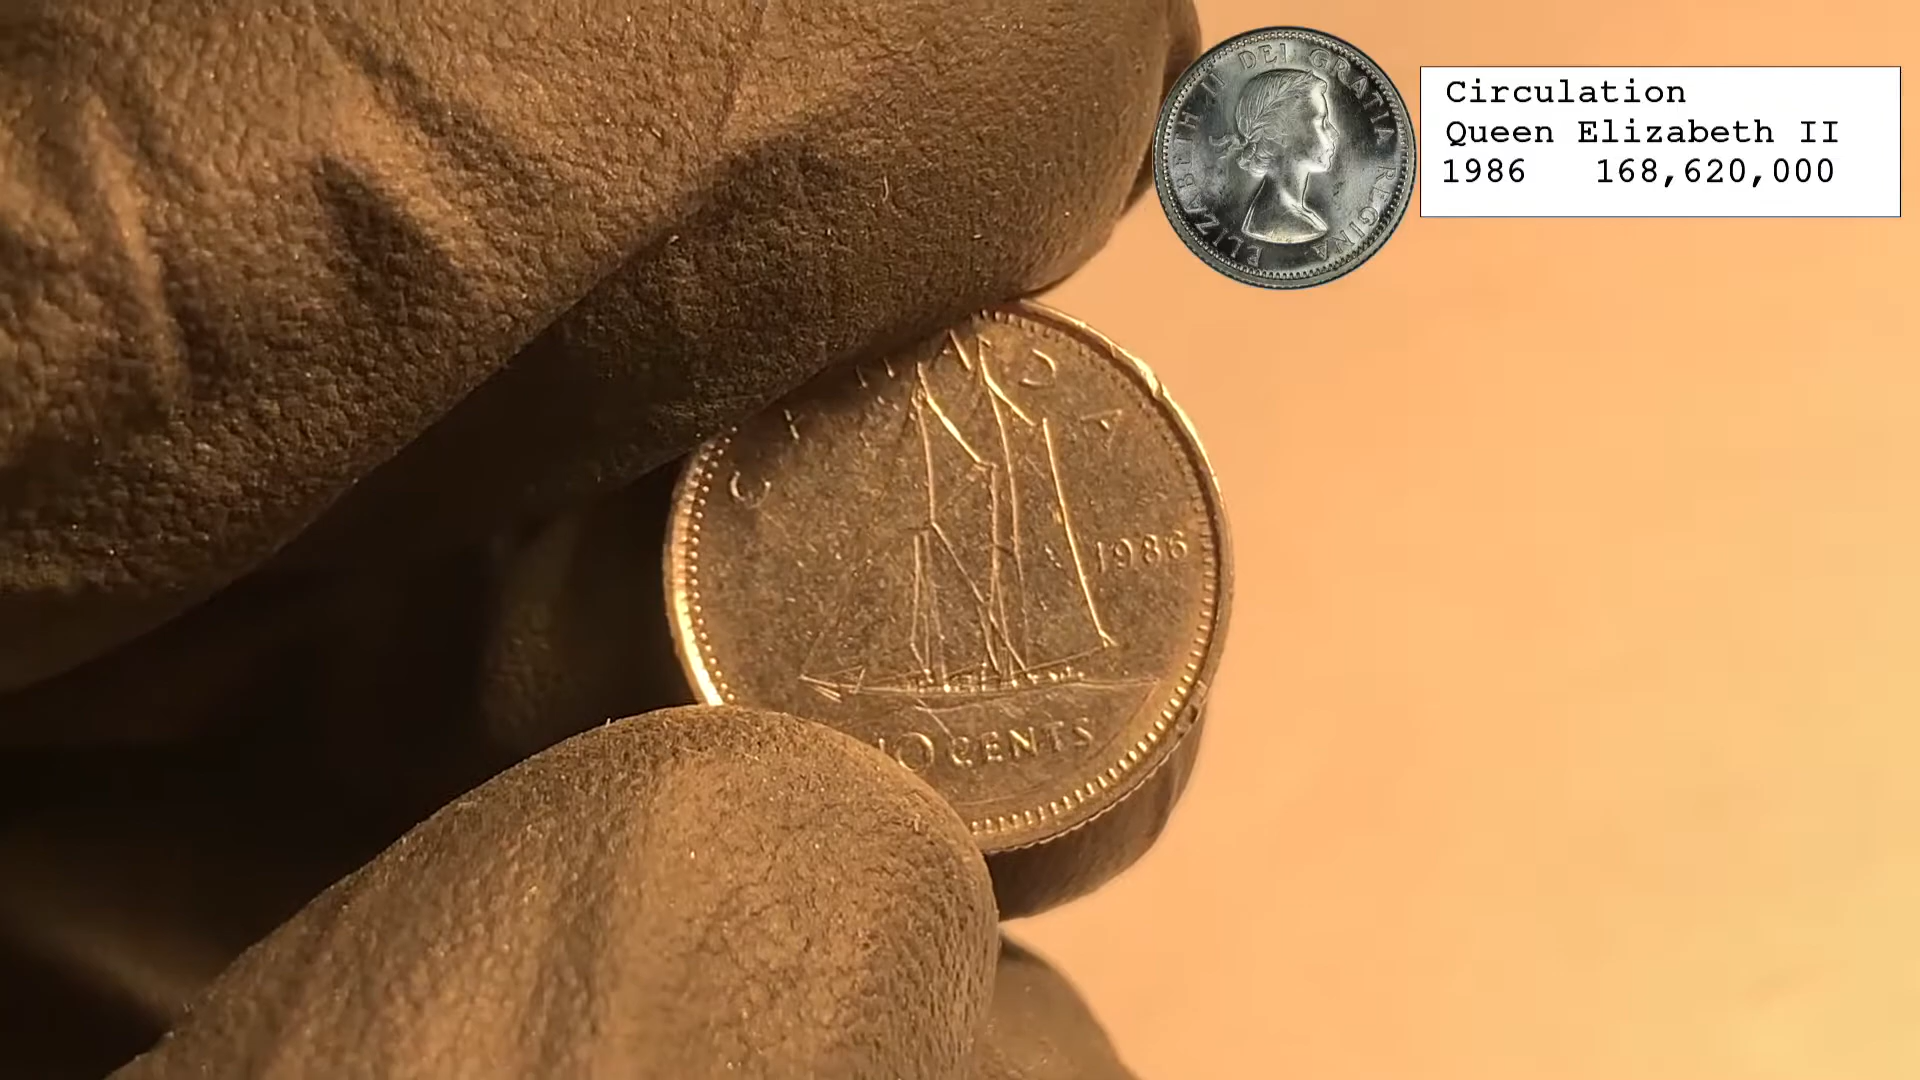 ELIZABETH II DEI GRATIA REGINA
Circulation
Queen Elizabeth II
1986 168,620,000
CANADA
1986
10 CENTS